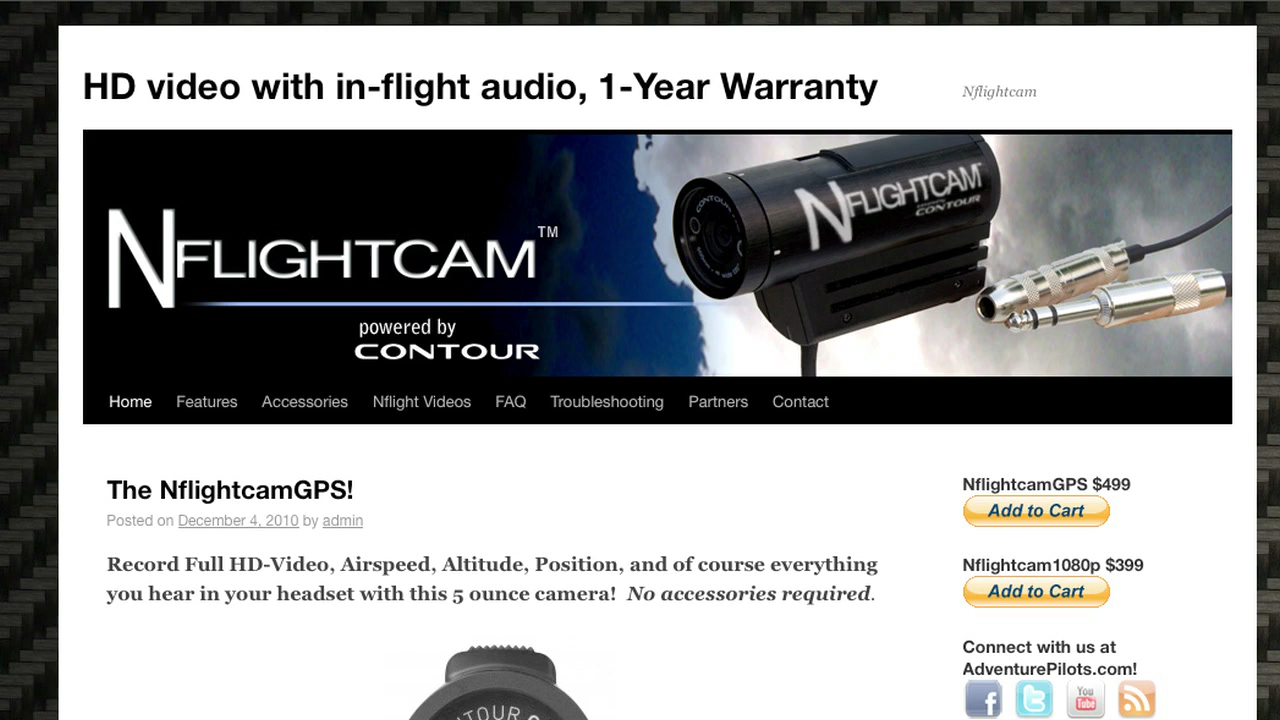 HD video with in-flight audio, 1-Year Warranty
Nflightcam
NFLIGHTCAM™
powered by
CONTOUR
NFLIGHTCAM
CONTOUR
Home Features Accessories Nflight Videos FAQ Troubleshooting Partners Contact
The NflightcamGPS!
Posted on December 4, 2010 by admin
Record Full HD-Video, Airspeed, Altitude, Position, and of course everything
you hear in your headset with this 5 ounce camera! No accessories required.
NflightcamGPS $499
Add to Cart
Nflightcam1080p $399
Add to Cart
Connect with us at
AdventurePilots.com!
You
Tube